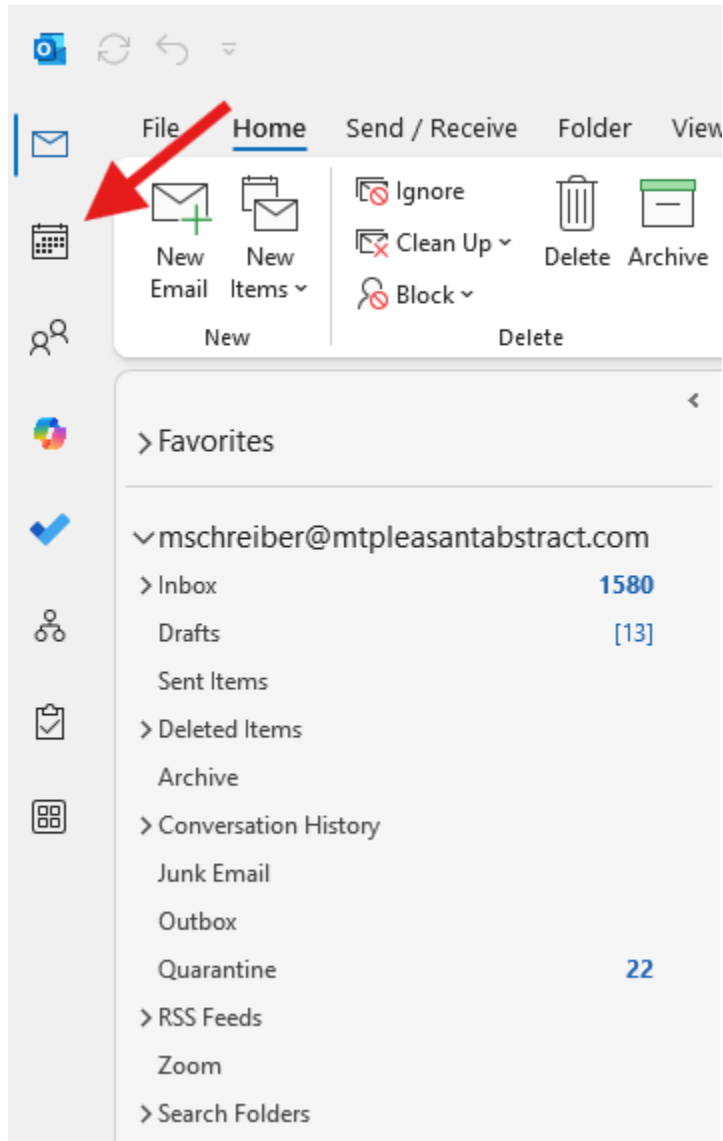 File Home Send / Receive Folder View
New Email
New Items
Ignore
Clean Up
Block
Delete
Archive
New
Delete
Favorites
mschreiber@mtpleasantabstract.com
Inbox 1580
Drafts [13]
Sent Items
Deleted Items
Archive
Conversation History
Junk Email
Outbox
Quarantine 22
RSS Feeds
Zoom
Search Folders